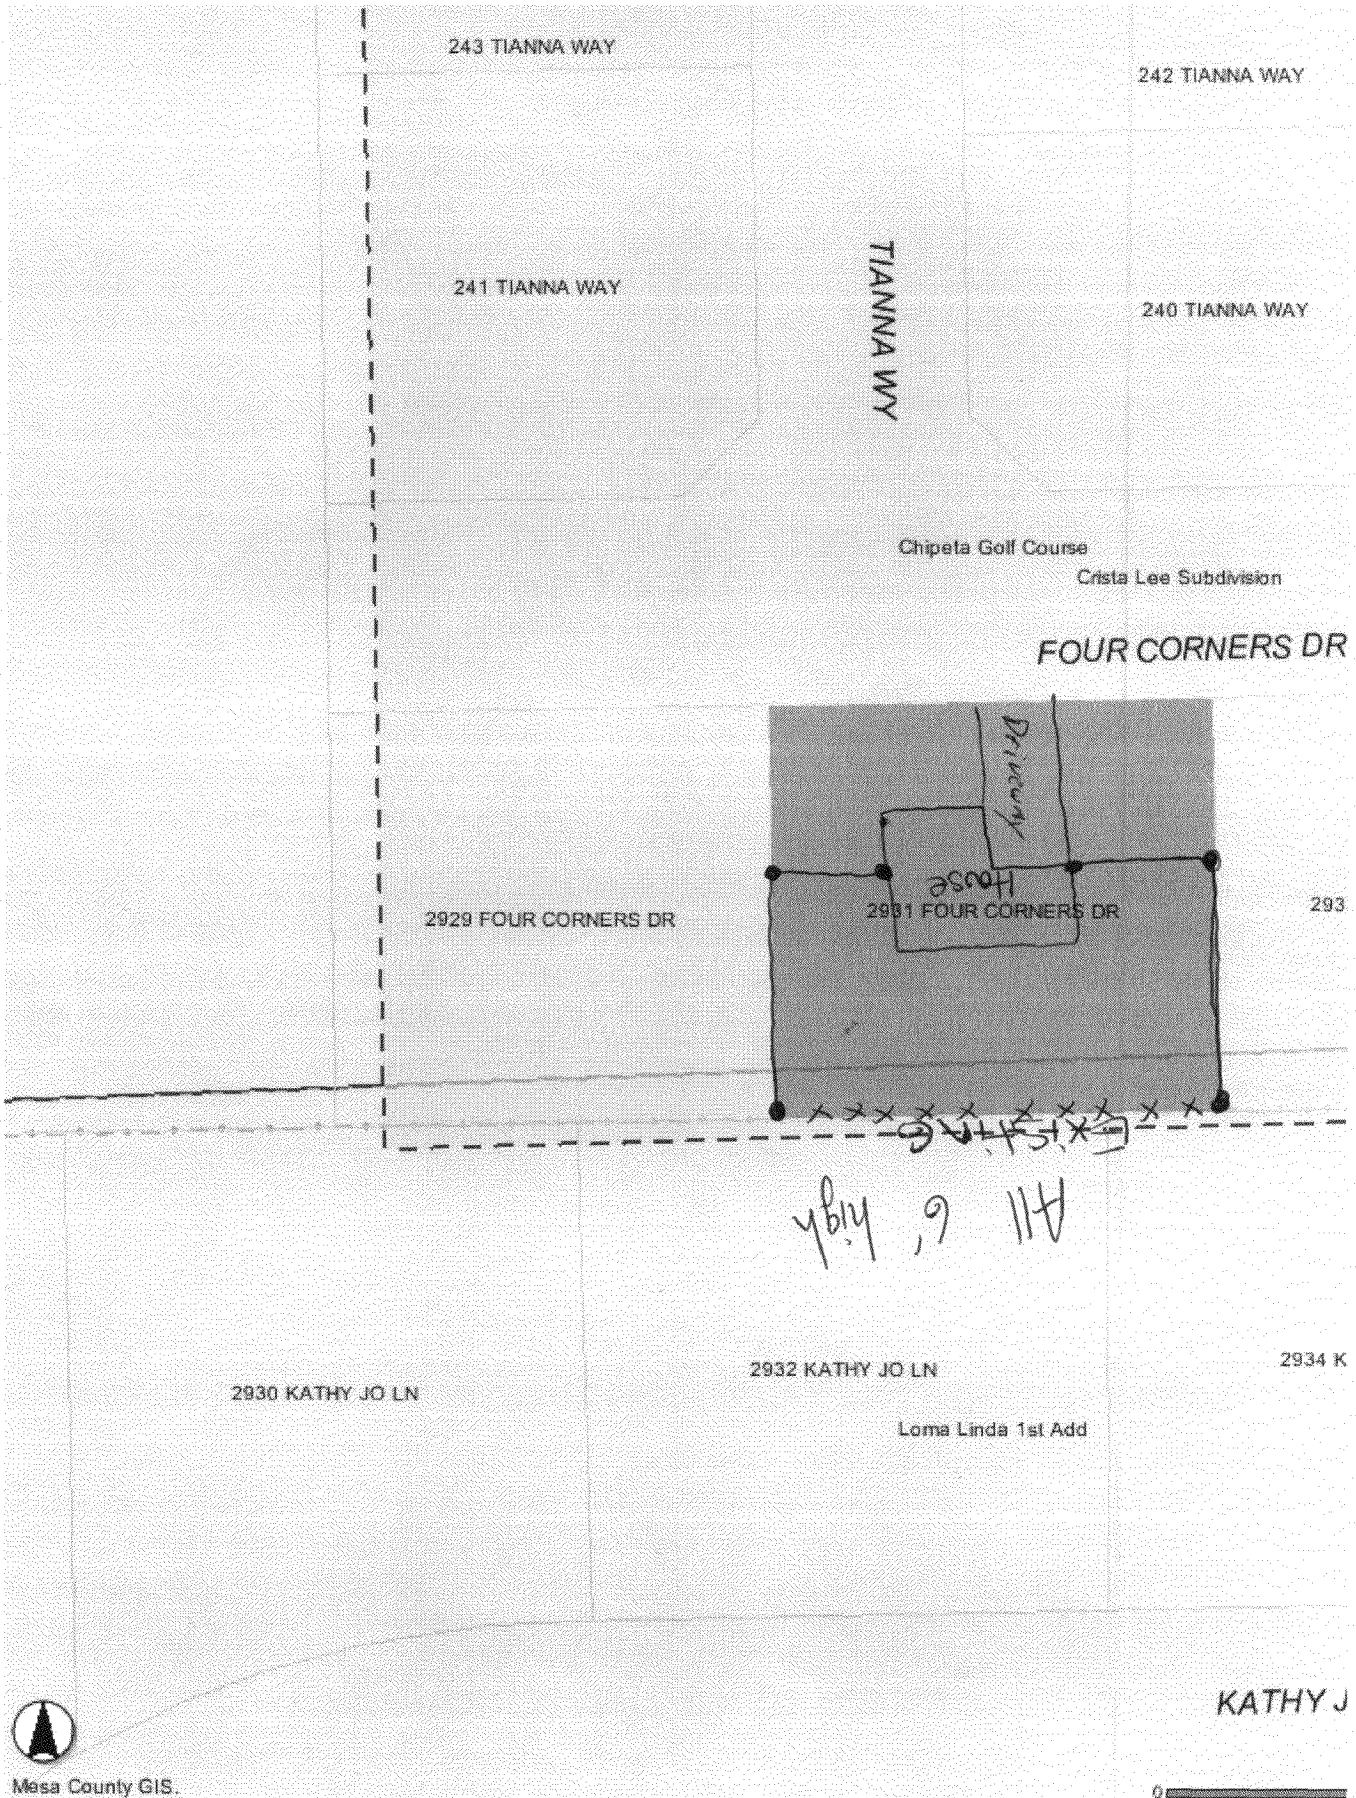 243 TIANNA WAY
242 TIANNA WAY
TIANNA WY
241 TIANNA WAY
240 TIANNA WAY
Chipeta Golf Course
Crista Lee Subdivision
FOUR CORNERS DR
Driveway
House
2929 FOUR CORNERS DR
2931 FOUR CORNERS DR
293
X X X X X X X X X X
Existing
All 6' high
2932 KATHY JO LN
2934 K
2930 KATHY JO LN
Loma Linda 1st Add
KATHY J
Mesa County GIS.
0